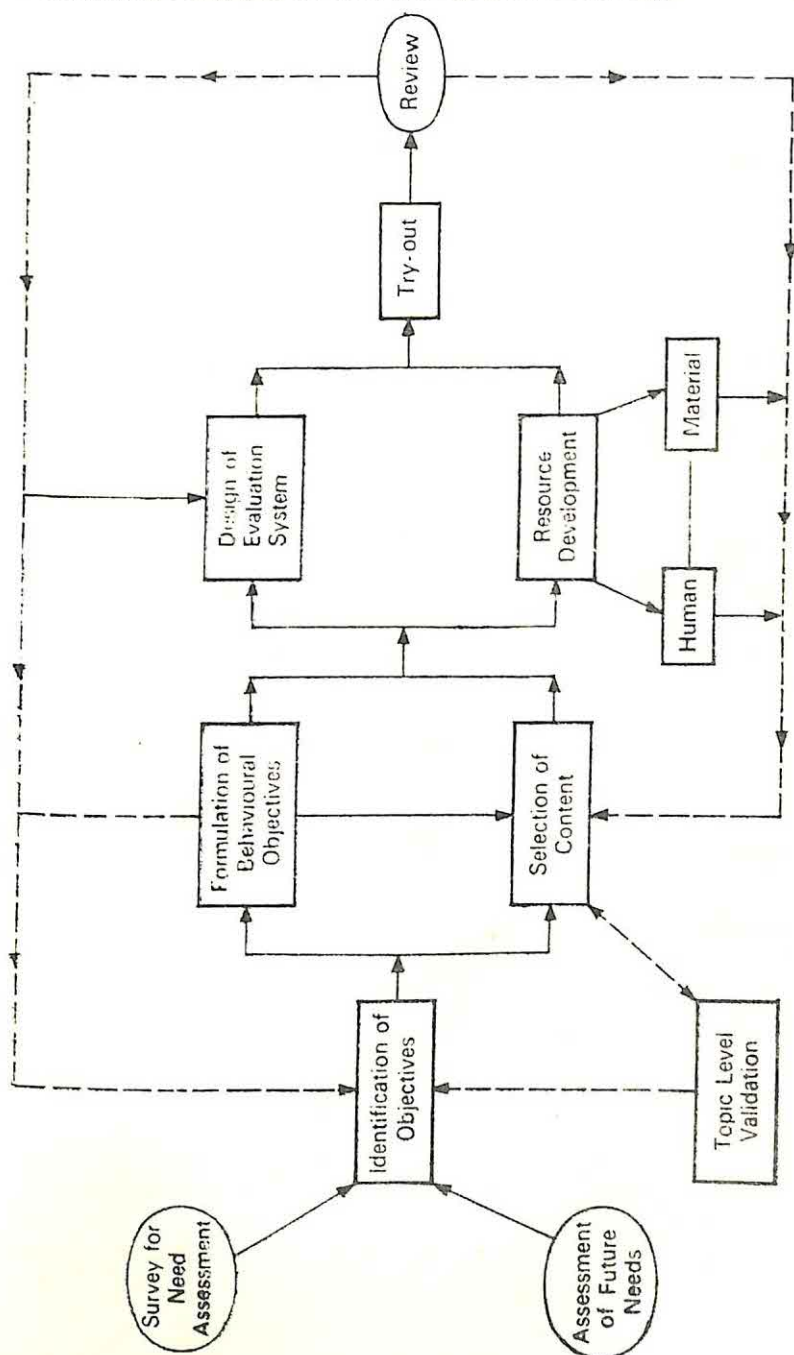 Survey for
Need
Assessment
Assessment
of Future
Needs
Identification of
Objectives
Topic Level
Validation
Formulation of
Behavioural
Objectives
Selection of
Content
Design of
Evaluation
System
Resource
Development
Human
Material
Try-out
Review